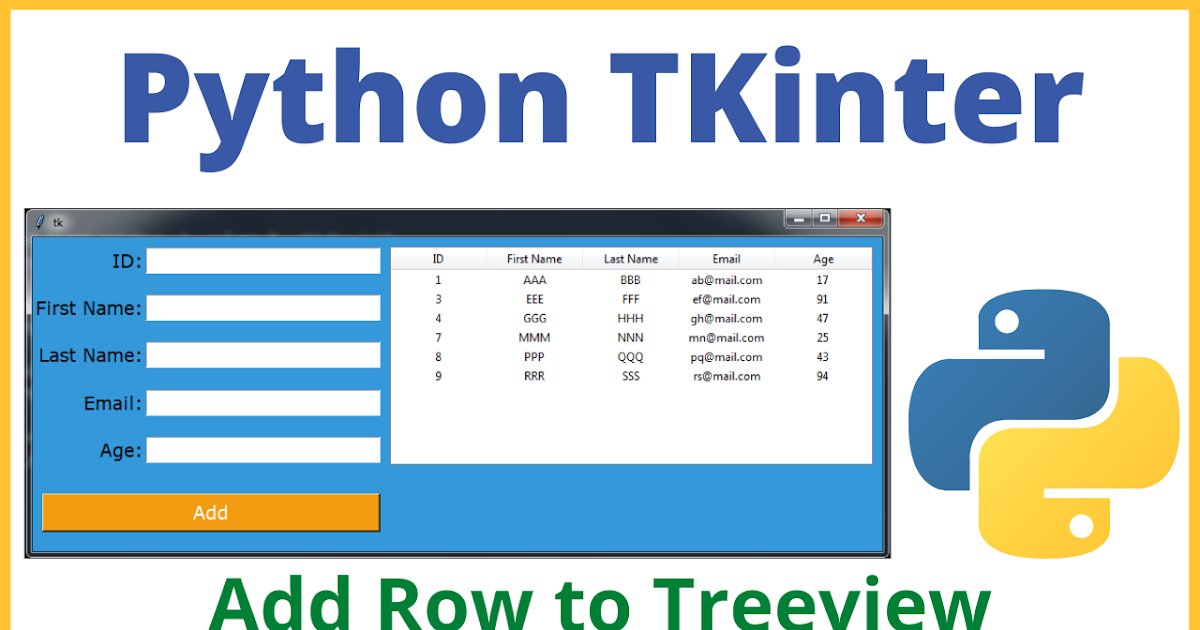 Python TKinter
tk
ID:
First Name:
Last Name:
Email:
Age:
Add
ID First Name Last Name Email Age
1 AAA BBB ab@mail.com 17
3 EEE FFF ef@mail.com 91
4 GGG HHH gh@mail.com 47
7 MMM NNN mn@mail.com 25
8 PPP QQQ pq@mail.com 43
9 RRR SSS rs@mail.com 94
Add Row to Treeview